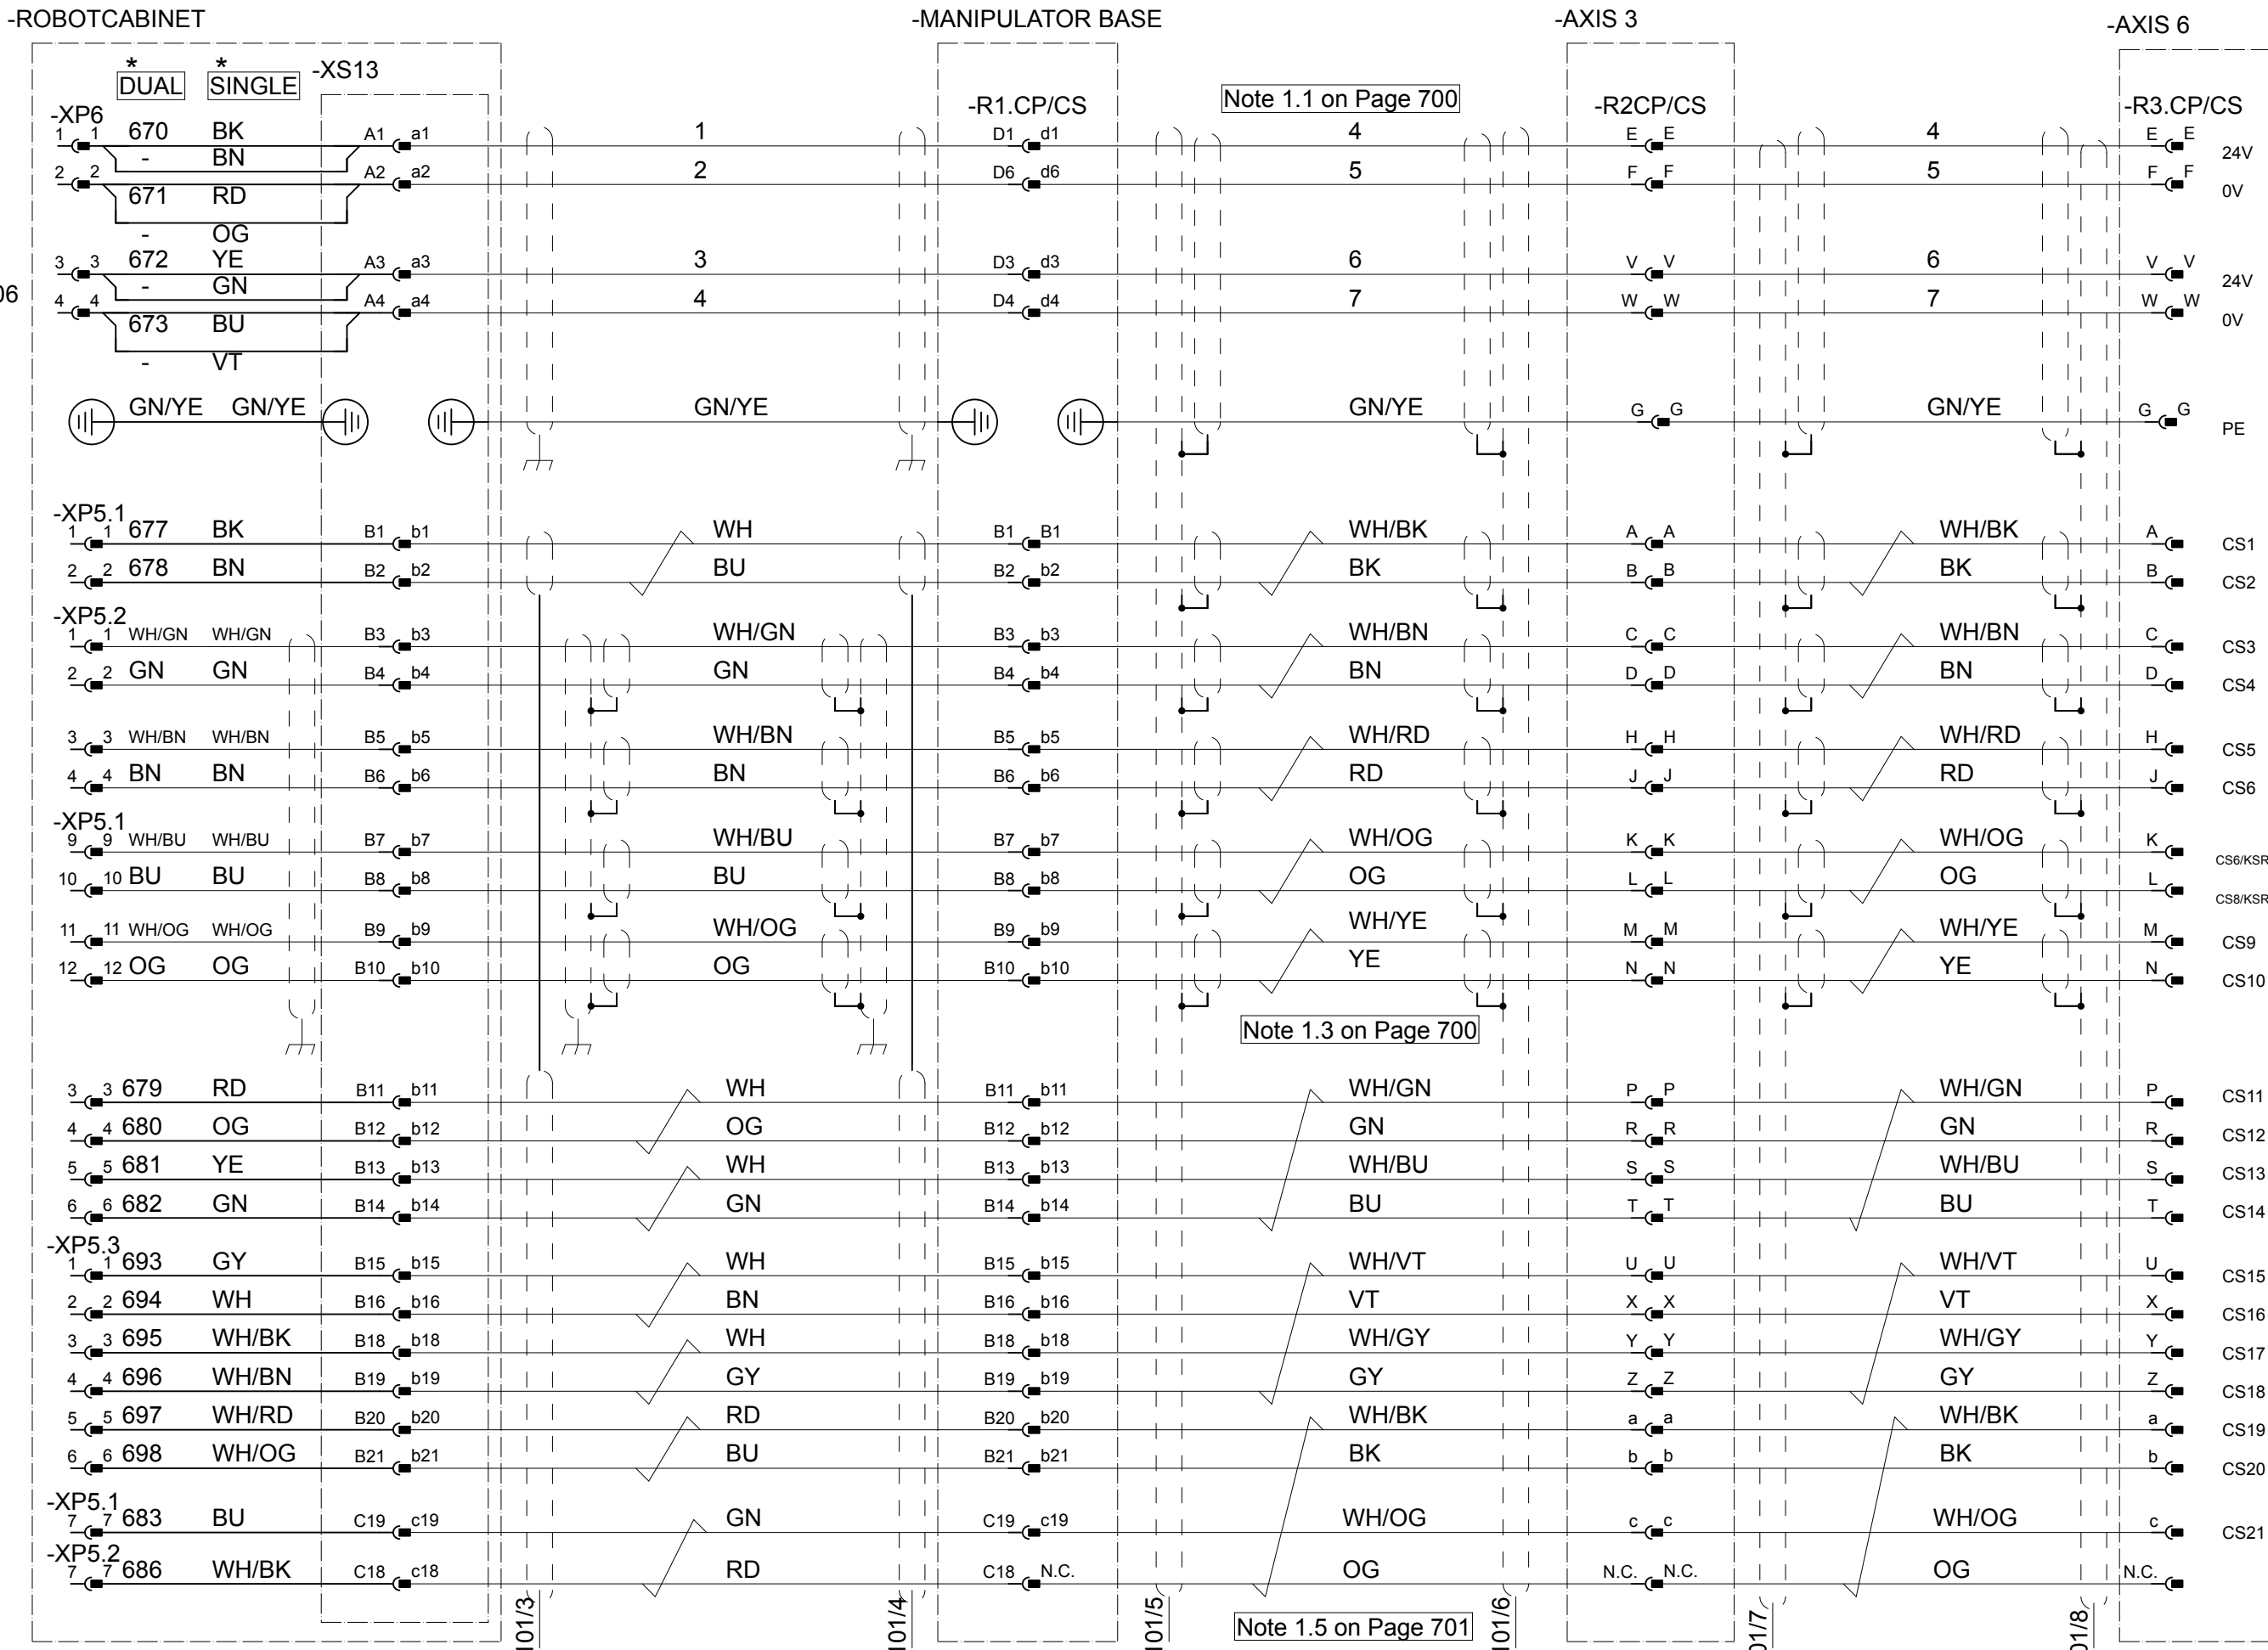 -ROBOTCABINET -MANIPULATOR BASE -AXIS 3 -AXIS 6
* *
DUAL SINGLE -XS13 Note 1.1 on Page 700
-XP6 -R1.CP/CS -R2CP/CS -R3.CP/CS
1 1 670 BK A1 a1 1 D1 d1 4 E E 4 E E 24V
- BN
2 2 A2 a2 2 D6 d6 5 F F 5 F F 0V
671 RD
- OG
3 3 672 YE A3 a3 3 D3 d3 6 V V 6 V V 24V
- GN
06
4 4 A4 a4 4 D4 d4 7 W W 7 W W 0V
673 BU
- VT
GN/YE GN/YE GN/YE GN/YE G G GN/YE G G PE
-XP5.1
1 1 677 BK B1 b1 WH B1 B1 WH/BK A A WH/BK A CS1
2 2 678 BN B2 b2 BU B2 b2 BK B B BK B CS2
-XP5.2
1 1 WH/GN WH/GN B3 b3 WH/GN B3 b3 WH/BN C C WH/BN C CS3
2 2 GN GN B4 b4 GN B4 b4 BN D D BN D CS4
3 3 WH/BN WH/BN B5 b5 WH/BN B5 b5 WH/RD H H WH/RD H CS5
4 4 BN BN B6 b6 BN B6 b6 RD J J RD J CS6
-XP5.1
9 9 WH/BU WH/BU B7 b7 WH/BU B7 b7 WH/OG K K WH/OG K CS6/KSR
10 10 BU BU B8 b8 BU B8 b8 OG L L OG L CS8/KSR
11 11 WH/OG WH/OG B9 b9 WH/OG B9 b9 WH/YE M M WH/YE M CS9
12 12 OG OG B10 b10 OG B10 b10 YE N N YE N CS10
Note 1.3 on Page 700
3 3 679 RD B11 b11 WH B11 b11 WH/GN P P WH/GN P CS11
4 4 680 OG B12 b12 OG B12 b12 GN R R GN R CS12
5 5 681 YE B13 b13 WH B13 b13 WH/BU S S WH/BU S CS13
6 6 682 GN B14 b14 GN B14 b14 BU T T BU T CS14
-XP5.3
1 1 693 GY B15 b15 WH B15 b15 WH/VT U U WH/VT U CS15
2 2 694 WH B16 b16 BN B16 b16 VT X X VT X CS16
3 3 695 WH/BK B18 b18 WH B18 b18 WH/GY Y Y WH/GY Y CS17
4 4 696 WH/BN B19 b19 GY B19 b19 GY Z Z GY Z CS18
5 5 697 WH/RD B20 b20 RD B20 b20 WH/BK a a WH/BK a CS19
6 6 698 WH/OG B21 b21 BU B21 b21 BK b b BK b CS20
-XP5.1
7 7 683 BU C19 c19 GN C19 c19 WH/OG c c WH/OG c CS21
-XP5.2
7 7 686 WH/BK C18 c18 RD C18 N.C. OG N.C. N.C. OG N.C.
101/3 101/4 101/5 Note 1.5 on Page 701 101/6 01/7 01/8